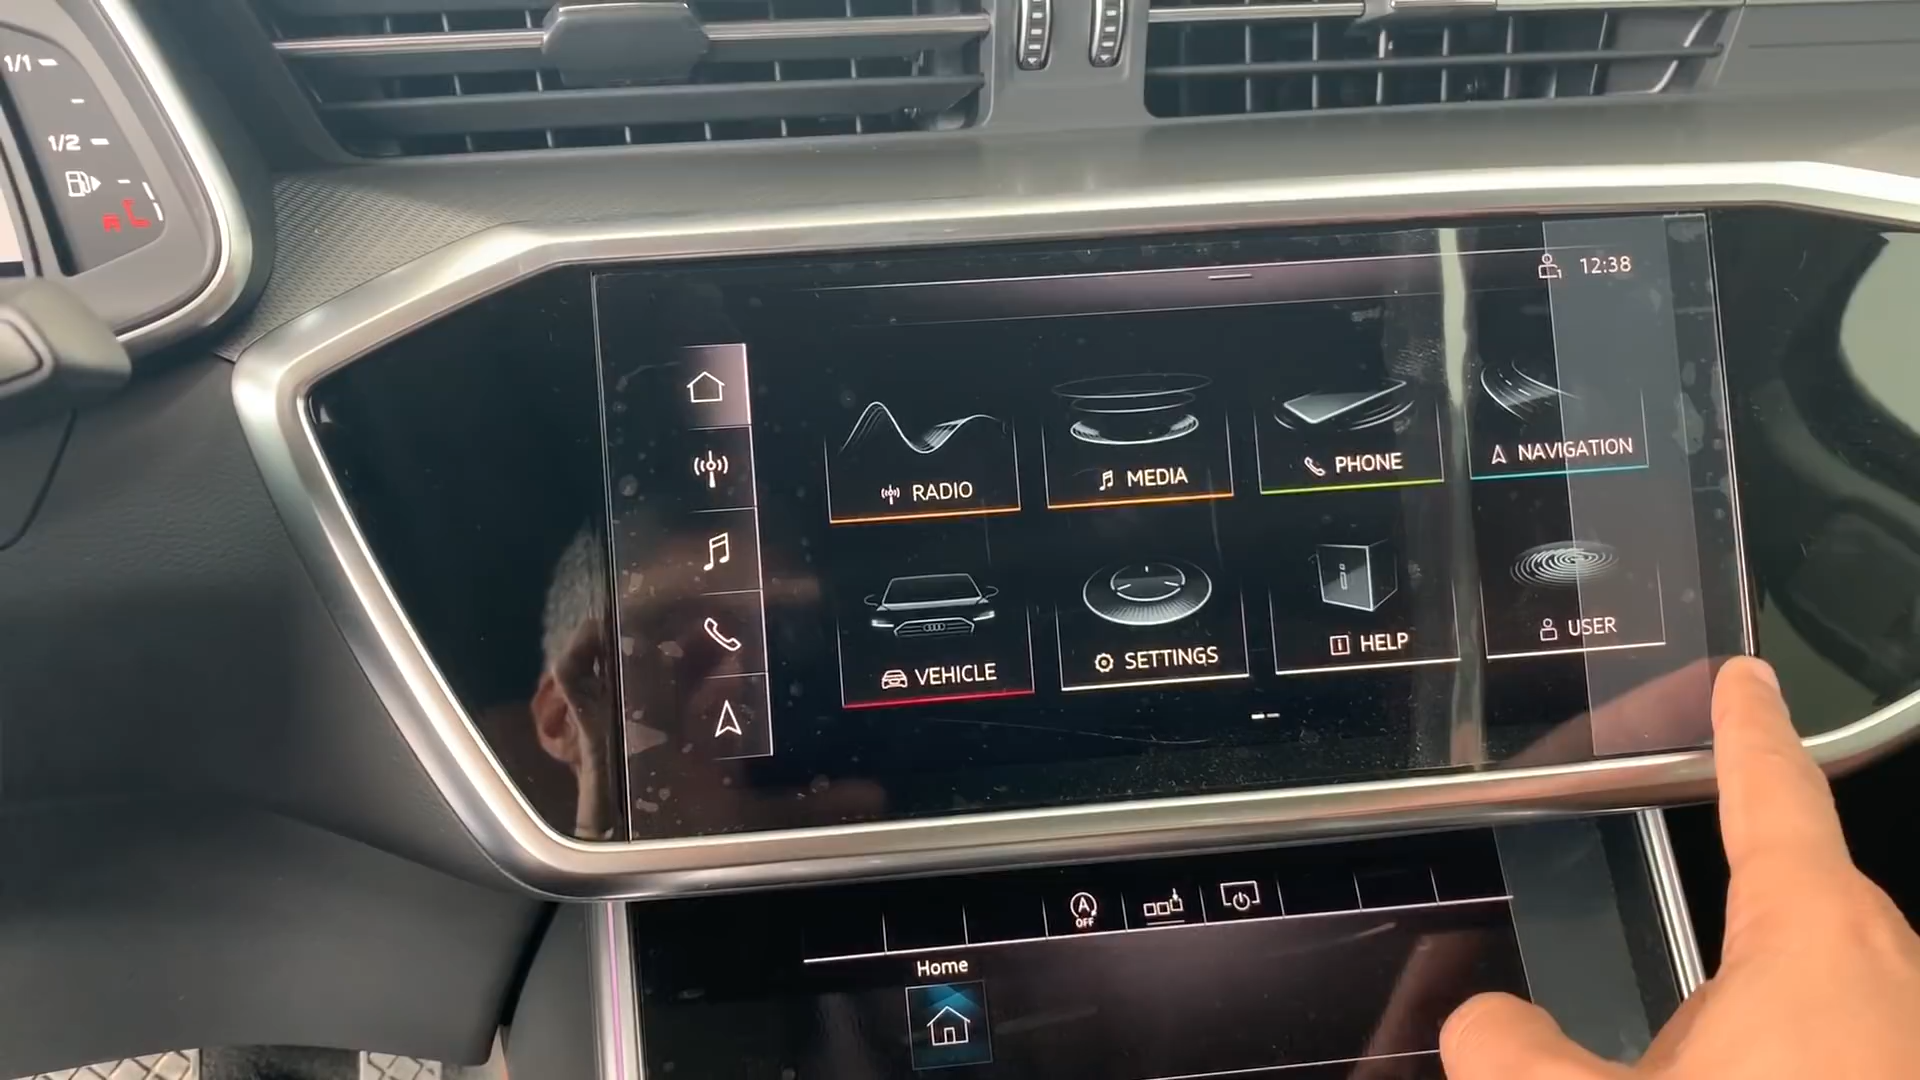 1/1
1/2
12:38
RADIO
MEDIA
PHONE
NAVIGATION
VEHICLE
SETTINGS
HELP
USER
A
OFF
Home